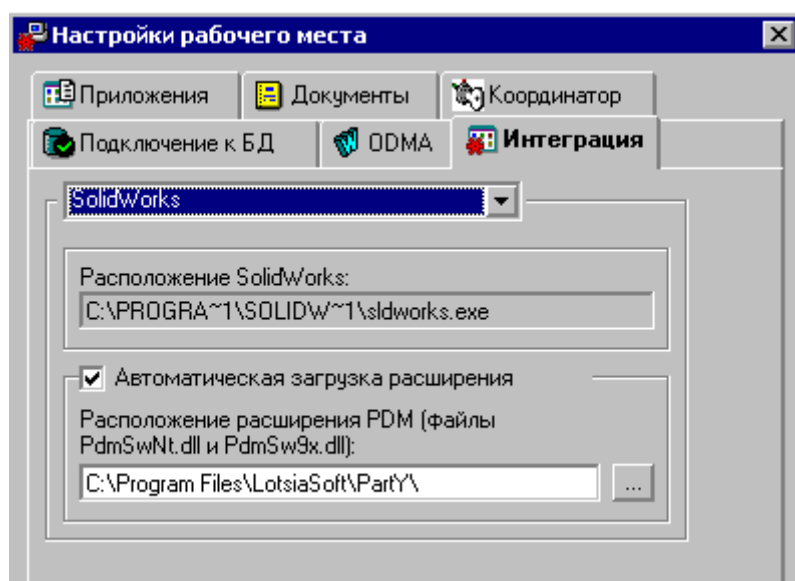 Настройки рабочего места
Приложения
Документы
Координатор
Подключение к БД
ODMA
Интеграция
SolidWorks
Расположение SolidWorks:
C:\PROGRA~1\SOLIDW~1\sldworks.exe
Автоматическая загрузка расширения
Расположение расширения PDM (файлы
PdmSwNt.dll и PdmSw9x.dll):
C:\Program Files\LotsiaSoft\PartY\
...